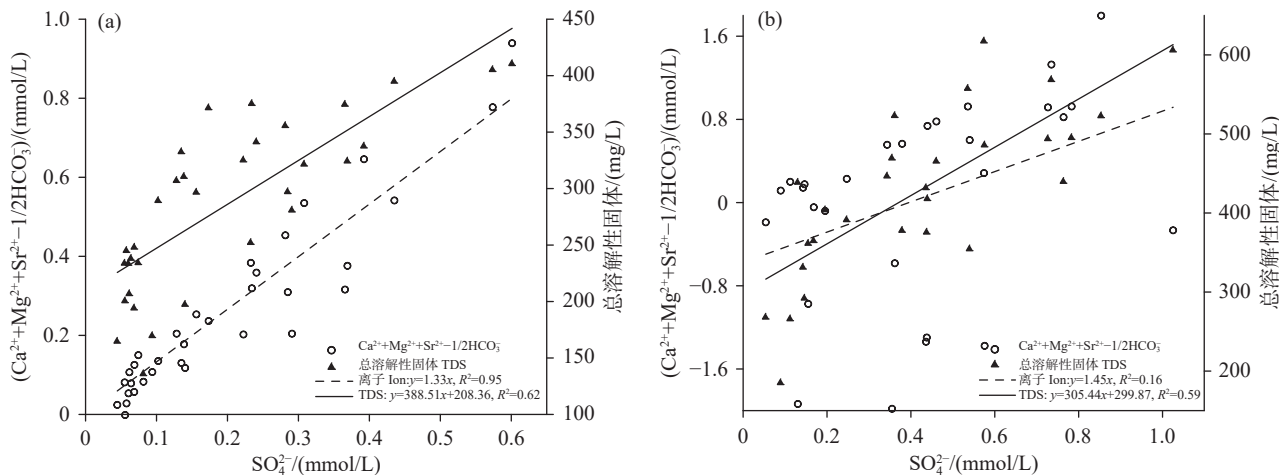 (a)
(Ca²⁺+Mg²⁺+Sr²⁺−1/2HCO₃⁻)/(mmol/L)
1.0
0.8
0.6
0.4
0.2
0
450
400
350
300
250
200
150
100
总溶解性固体/(mg/L)
Ca²⁺+Mg²⁺+Sr²⁺−1/2HCO₃⁻
总溶解性固体 TDS
离子 Ion:y=1.33x, R²=0.95
TDS: y=388.51x+208.36, R²=0.62
0 0.1 0.2 0.3 0.4 0.5 0.6
SO₄²⁻/(mmol/L)
(b)
(Ca²⁺+Mg²⁺+Sr²⁺−1/2HCO₃⁻)/(mmol/L)
1.6
0.8
0
−0.8
−1.6
600
500
400
300
200
总溶解性固体/(mg/L)
Ca²⁺+Mg²⁺+Sr²⁺−1/2HCO₃⁻
总溶解性固体 TDS
离子 Ion:y=1.45x, R²=0.16
TDS: y=305.44x+299.87, R²=0.59
0 0.2 0.4 0.6 0.8 1.0
SO₄²⁻/(mmol/L)